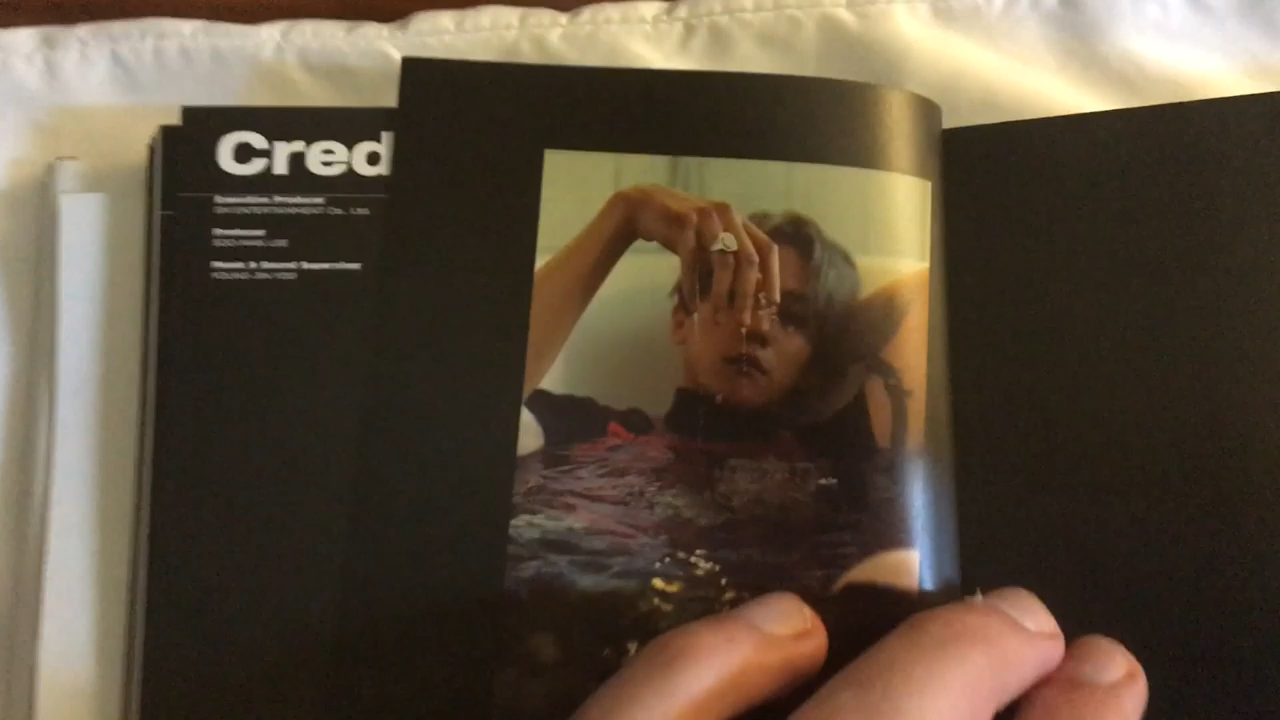 Cred
Executive Producer
SM ENTERTAINMENT Co., Ltd.
Producer
SOO-MAN LEE
Music & Sound Supervisor
YOUNG-JIN YOO